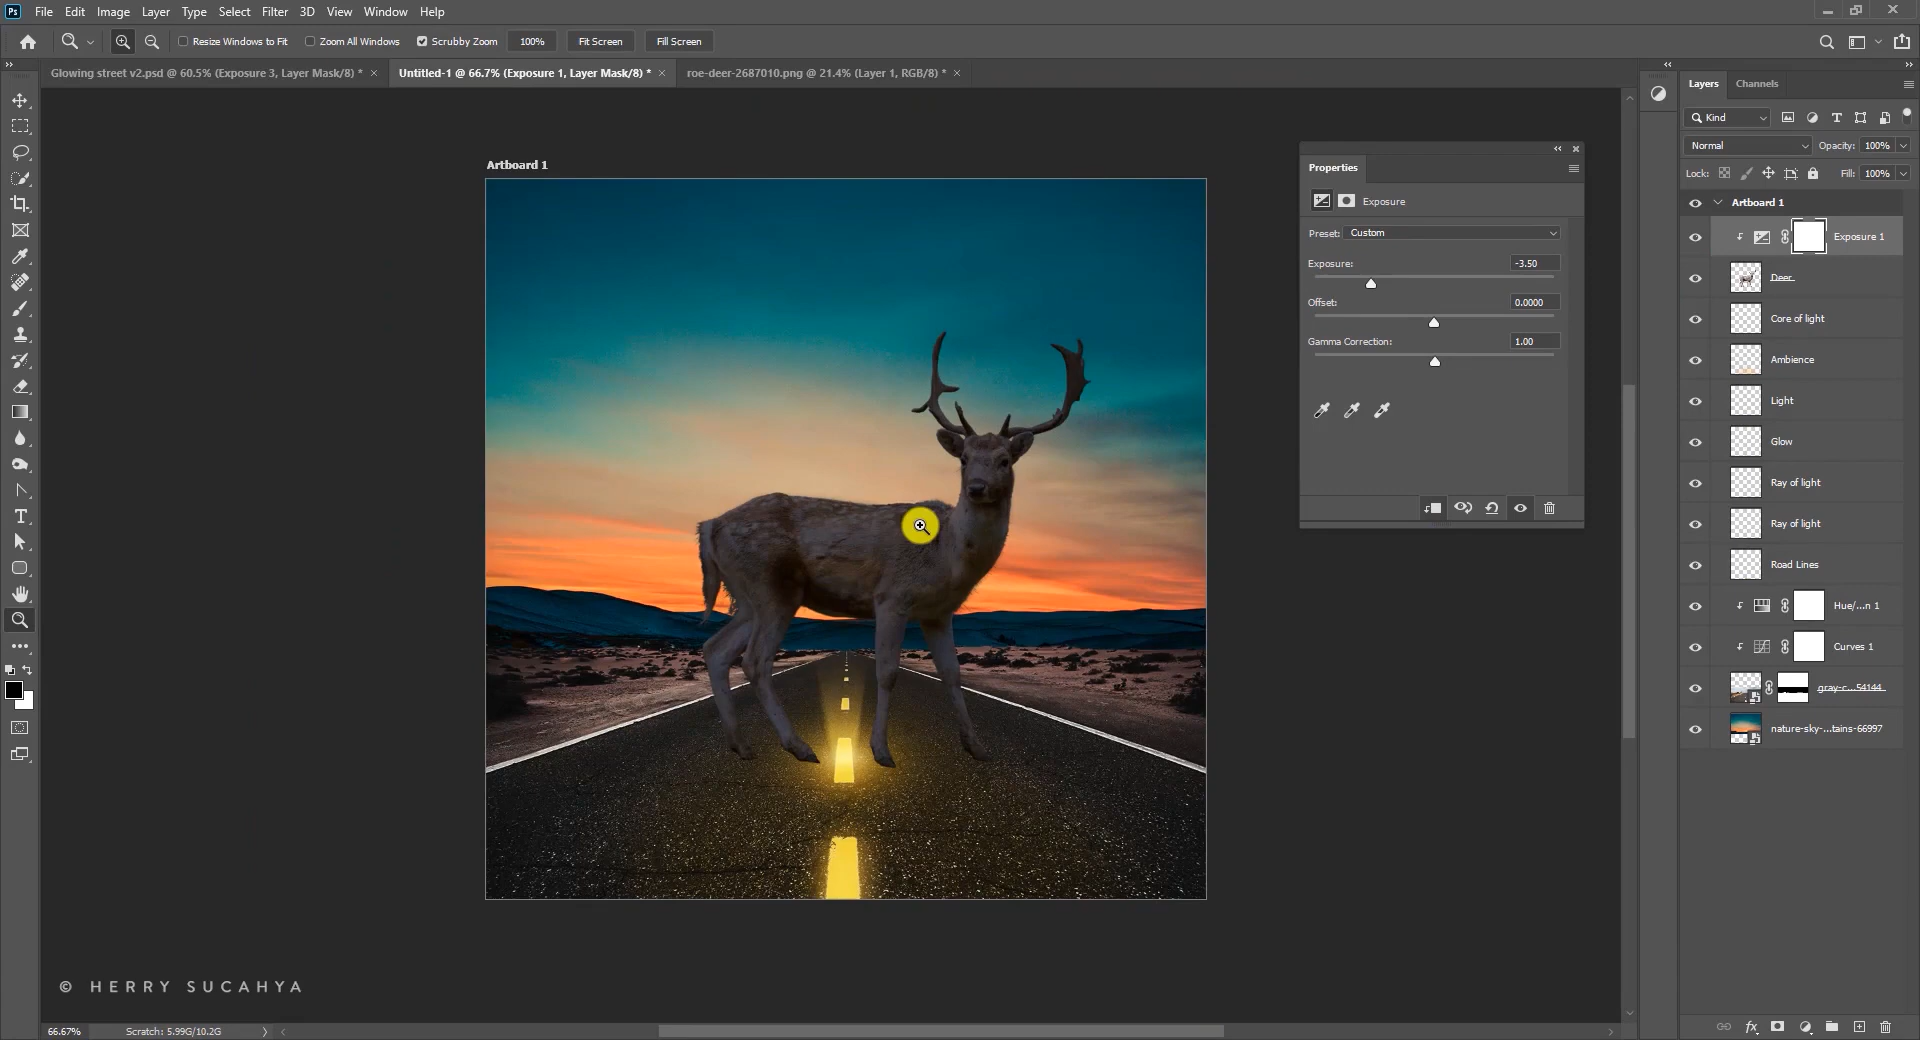 Ps File Edit Image Layer Type Select Filter 3D View Window Help
Resize Windows to Fit Zoom All Windows Scrubby Zoom 100% Fit Screen Fill Screen
Glowing street v2.psd @ 60.5% (Exposure 3, Layer Mask/8) * × Untitled-1 @ 66.7% (Exposure 1, Layer Mask/8) * × roe-deer-2687010.png @ 21.4% (Layer 1, RGB/8) * ×
Artboard 1
Properties
Exposure
Preset: Custom
Exposure: -3.50
Offset: 0.0000
Gamma Correction: 1.00
Layers Channels
Kind
Normal Opacity: 100%
Lock: Fill: 100%
Artboard 1
Exposure 1
Deer
Core of light
Ambience
Light
Glow
Ray of light
Ray of light
Road Lines
Hue/...n 1
Curves 1
gray-c...54144
nature-sky-...tains-66997
© HERRY SUCAHYA
66.67% Scratch: 5.99G/10.2G
fx